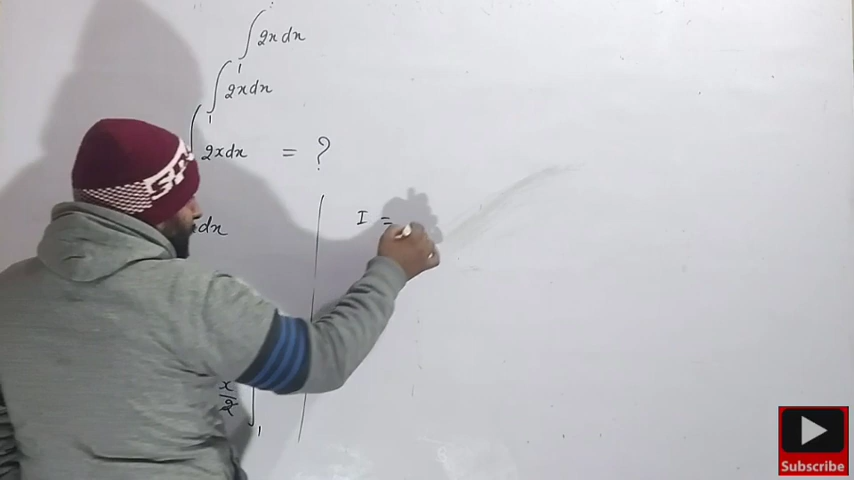 ∫ 2x dx
1
∫ 2x dx
1
∫ 2x dx = ?
dx
I =
x/2 ∫
1
Subscribe